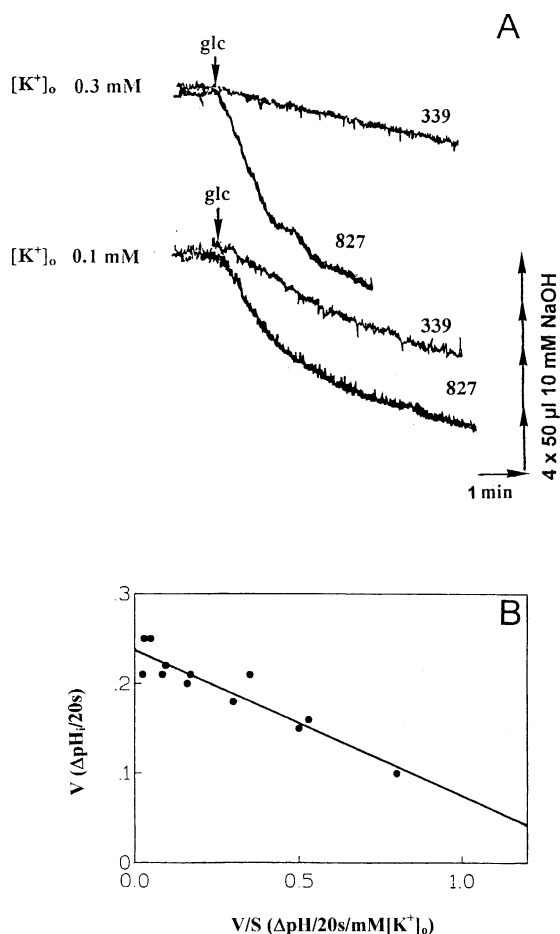 A
glc
[K⁺]ₒ 0.3 mM
339
827
glc
[K⁺]ₒ 0.1 mM
339
827
4 x 50 µl 10 mM NaOH
1 min
B
.3
.2
.1
0
V (ΔpHᵢ/20s)
0.0
0.5
1.0
V/S (ΔpH/20s/mM[K⁺]ₒ)